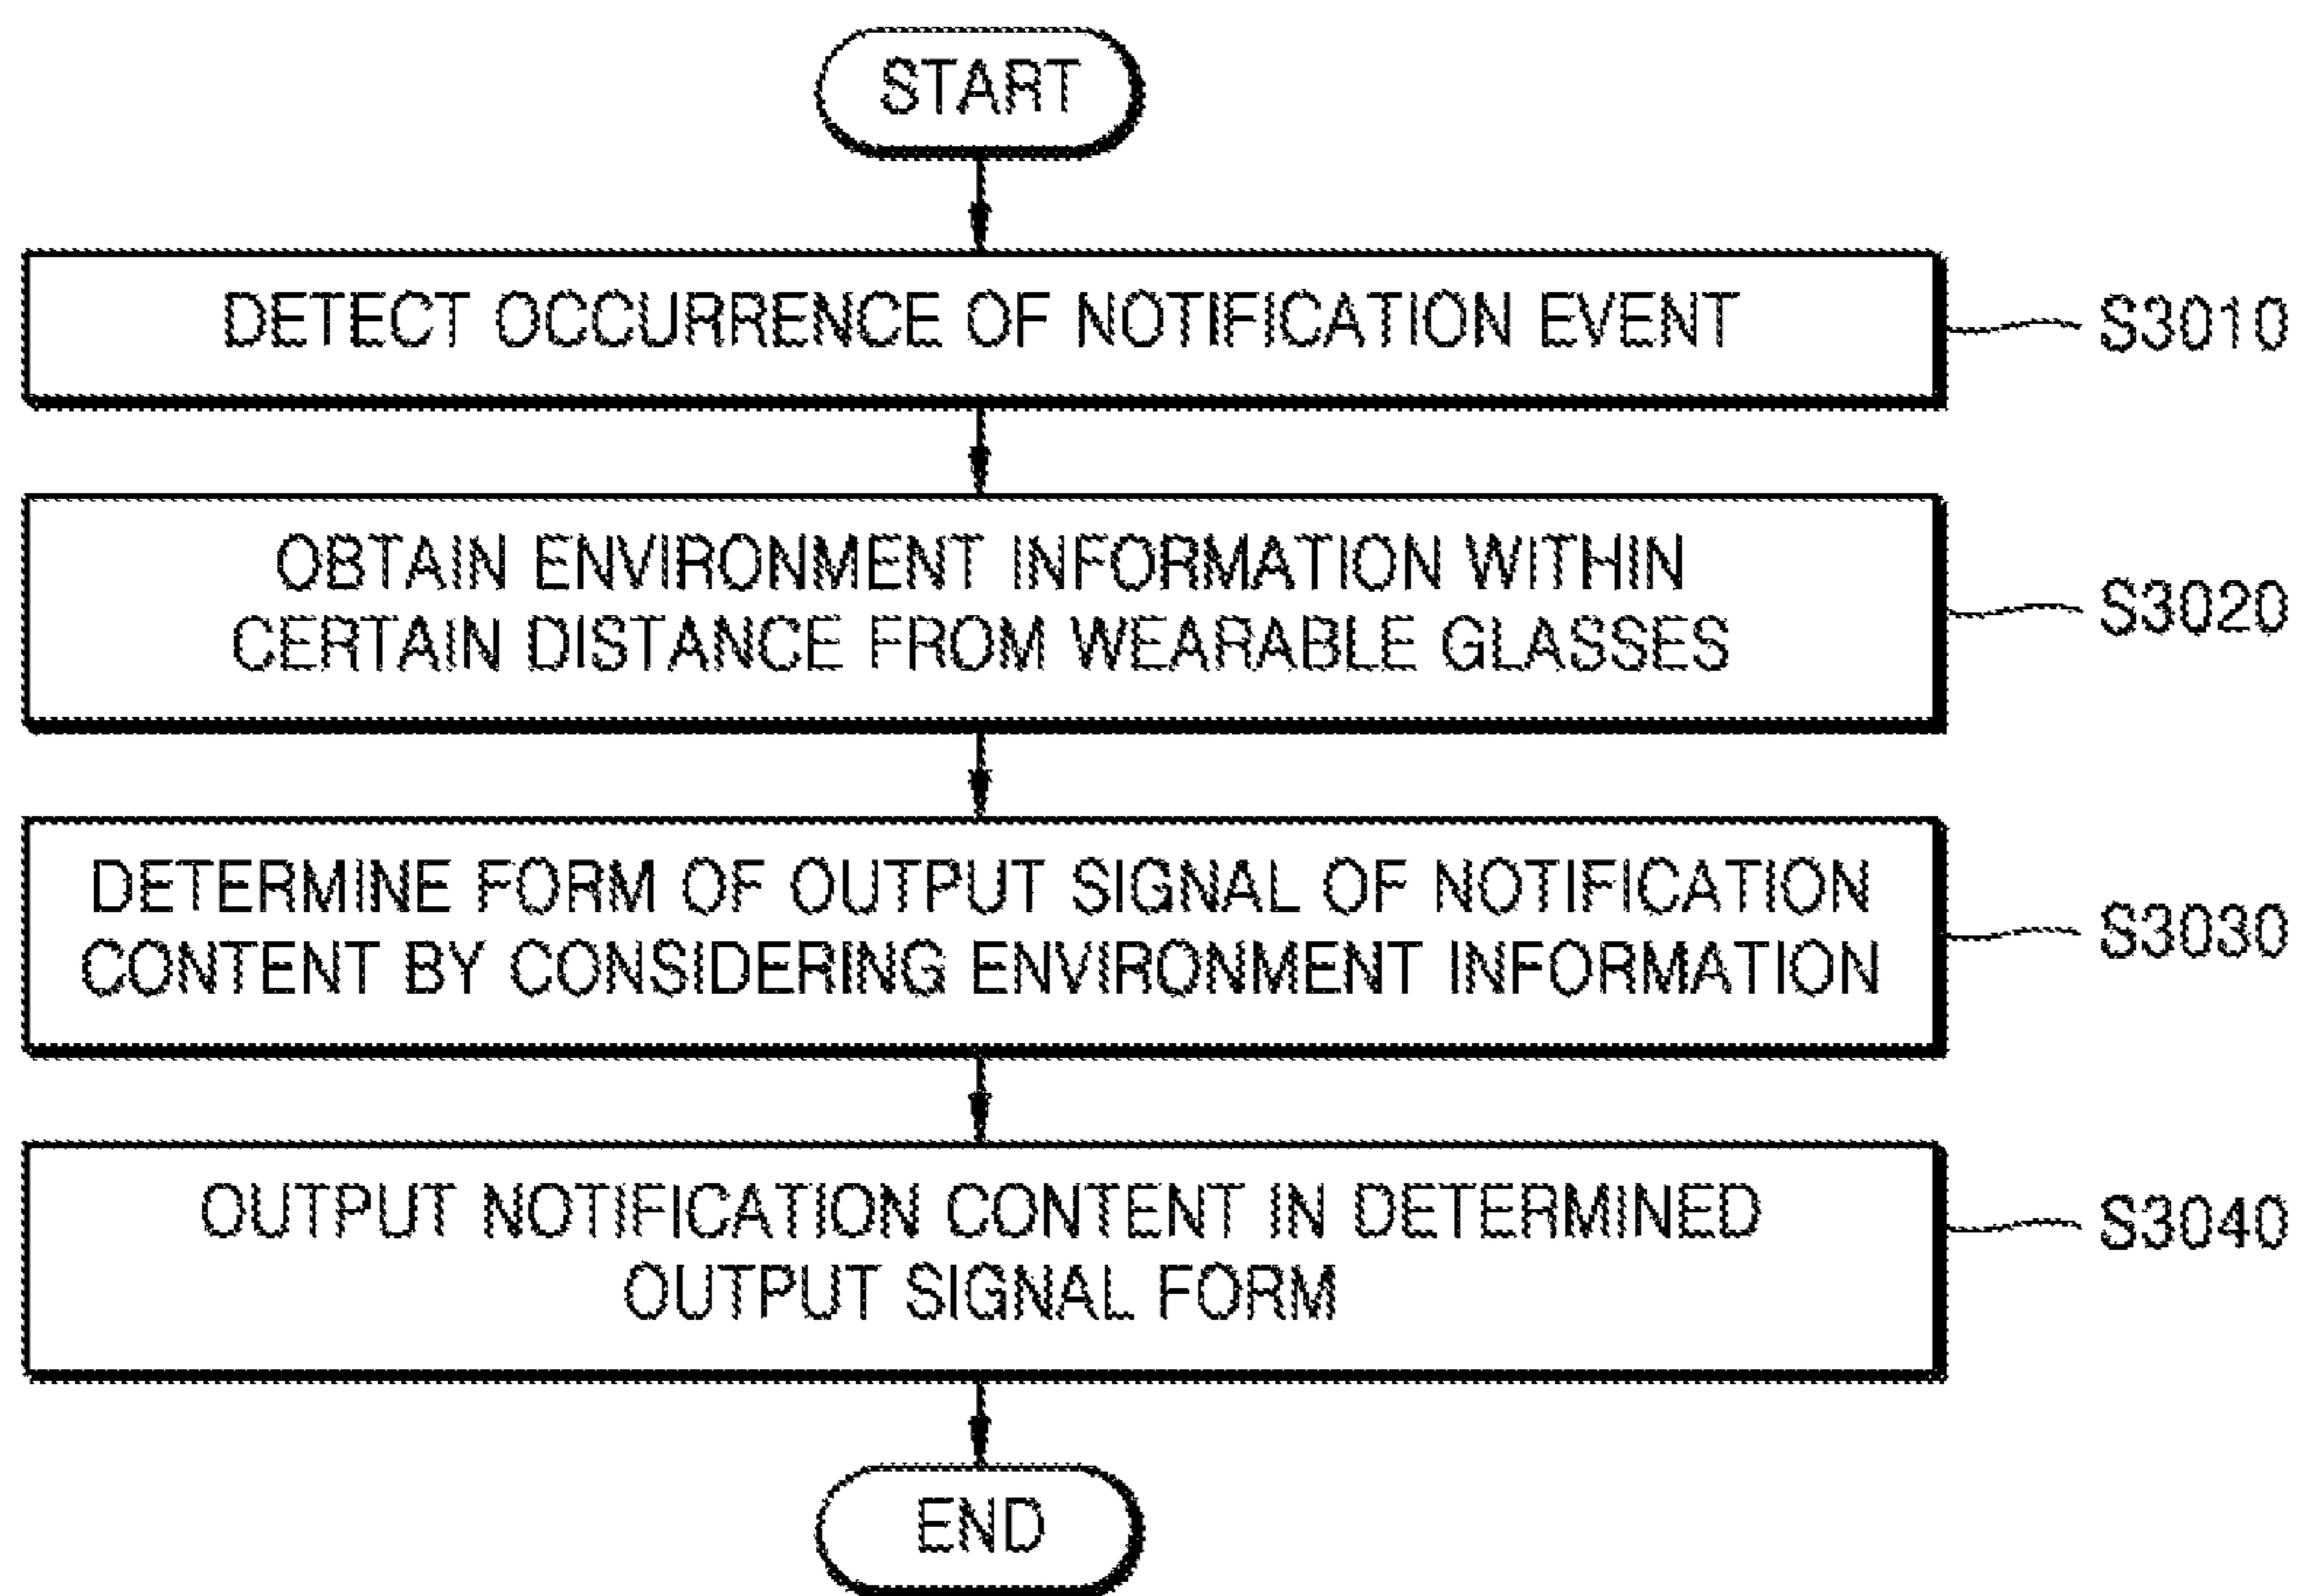 START
DETECT OCCURRENCE OF NOTIFICATION EVENT
S3010
OBTAIN ENVIRONMENT INFORMATION WITHIN
CERTAIN DISTANCE FROM WEARABLE GLASSES
S3020
DETERMINE FORM OF OUTPUT SIGNAL OF NOTIFICATION
CONTENT BY CONSIDERING ENVIRONMENT INFORMATION
S3030
OUTPUT NOTIFICATION CONTENT IN DETERMINED
OUTPUT SIGNAL FORM
S3040
END